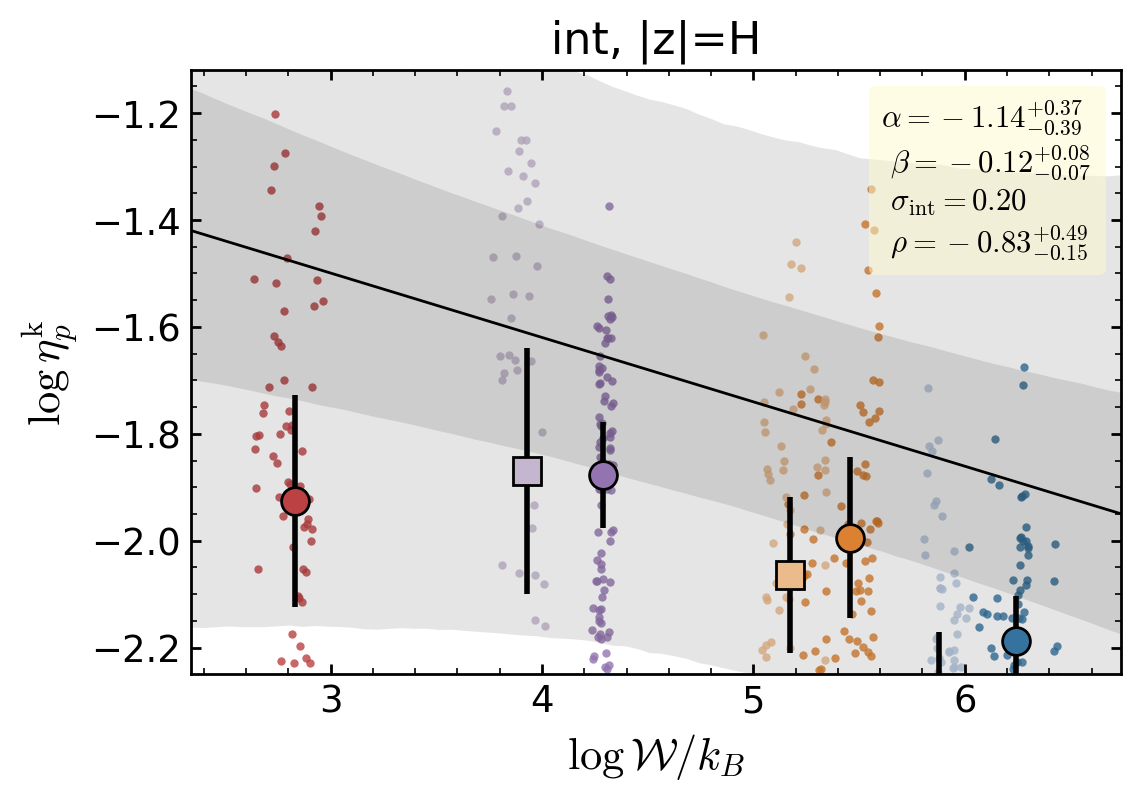 int, |z|=H
α = −1.14^{+0.37}_{−0.39}
β = −0.12^{+0.08}_{−0.07}
σ_int = 0.20
ρ = −0.83^{+0.49}_{−0.15}
log η_p^k
−1.2
−1.4
−1.6
−1.8
−2.0
−2.2
3 4 5 6
log 𝒲/k_B